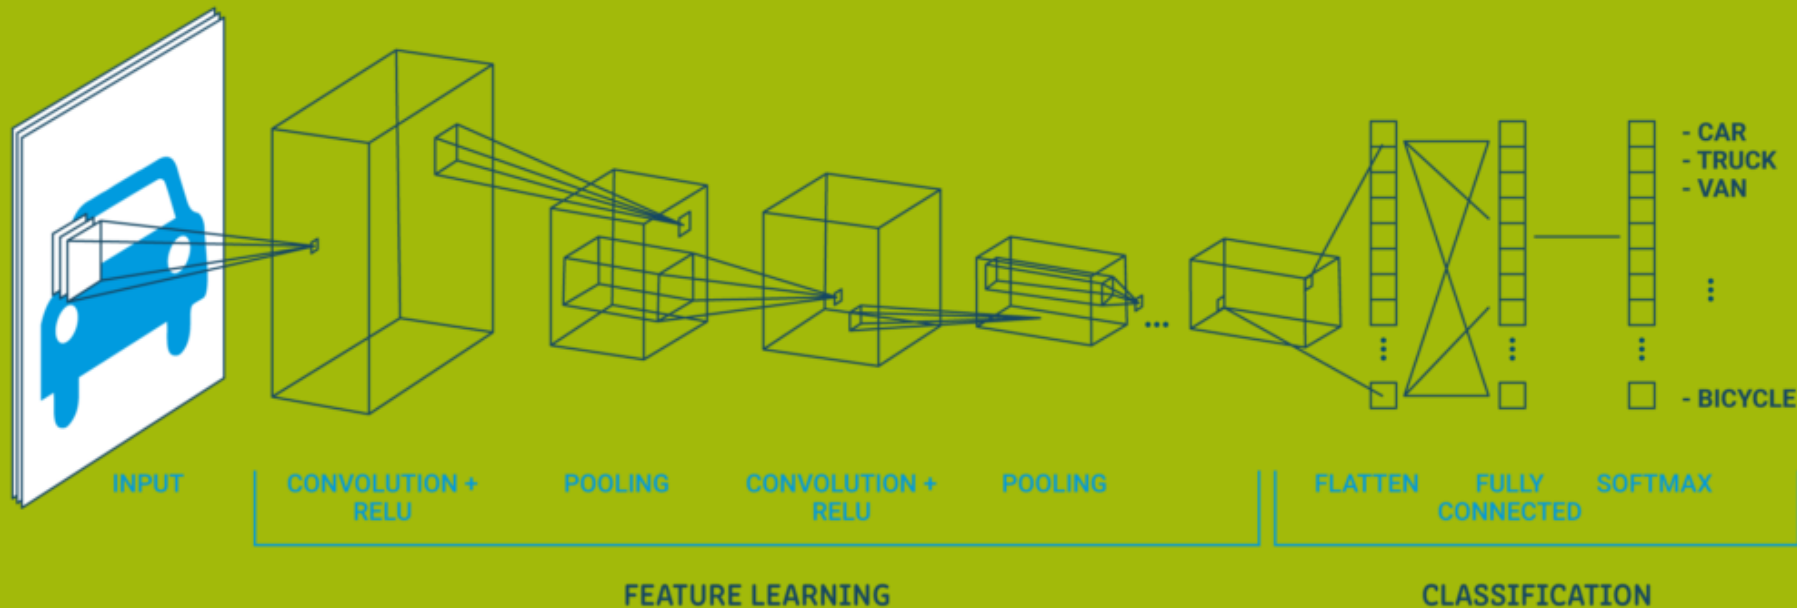 - CAR
- TRUCK
- VAN
- BICYCLE
INPUT
CONVOLUTION +
RELU
POOLING
CONVOLUTION +
RELU
POOLING
FLATTEN
FULLY
CONNECTED
SOFTMAX
FEATURE LEARNING
CLASSIFICATION